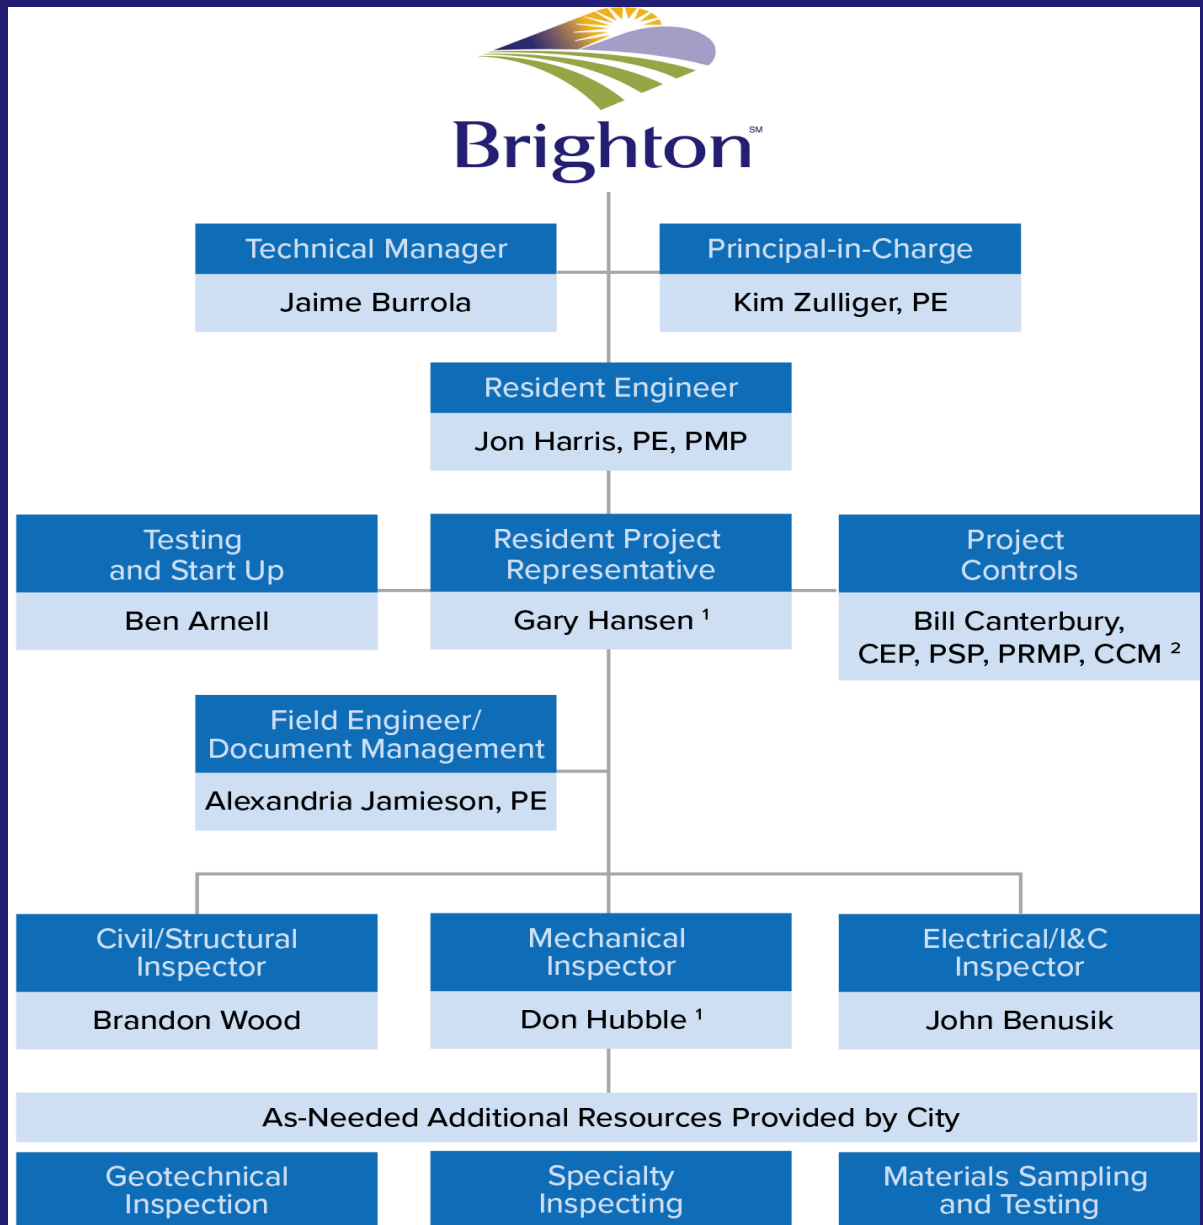 Brighton℠
Technical Manager
Jaime Burrola
Principal-in-Charge
Kim Zulliger, PE
Resident Engineer
Jon Harris, PE, PMP
Testing
and Start Up
Ben Arnell
Resident Project
Representative
Gary Hansen ¹
Project
Controls
Bill Canterbury,
CEP, PSP, PRMP, CCM ²
Field Engineer/
Document Management
Alexandria Jamieson, PE
Civil/Structural
Inspector
Brandon Wood
Mechanical
Inspector
Don Hubble ¹
Electrical/I&C
Inspector
John Benusik
As-Needed Additional Resources Provided by City
Geotechnical
Inspection
Specialty
Inspecting
Materials Sampling
and Testing